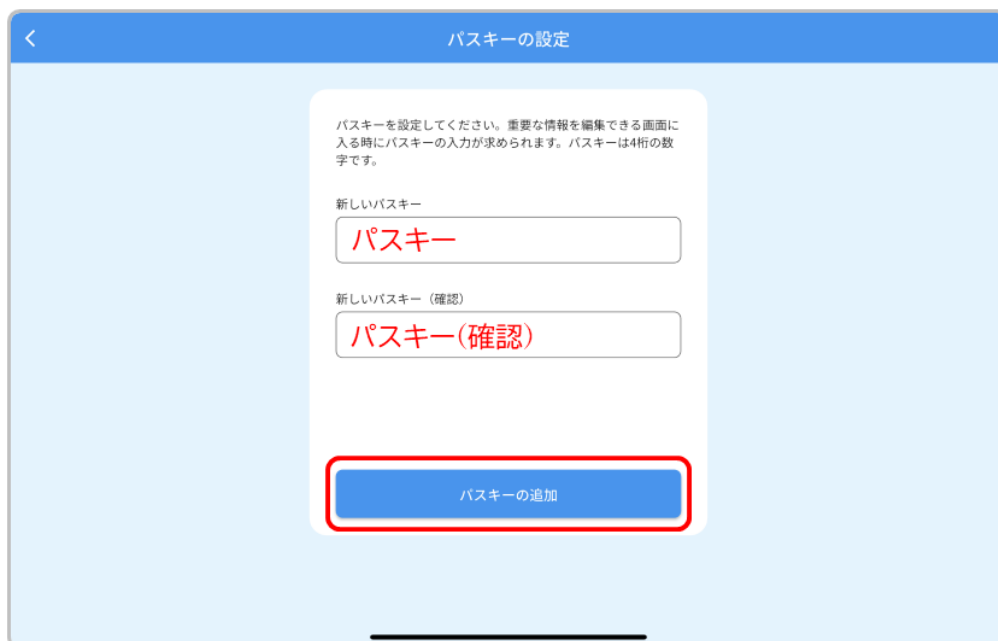 パスキーの設定
パスキーを設定してください。重要な情報を編集できる画面に
入る時にパスキーの入力が求められます。パスキーは4桁の数
字です。
新しいパスキー
パスキー
新しいパスキー（確認）
パスキー(確認)
パスキーの追加